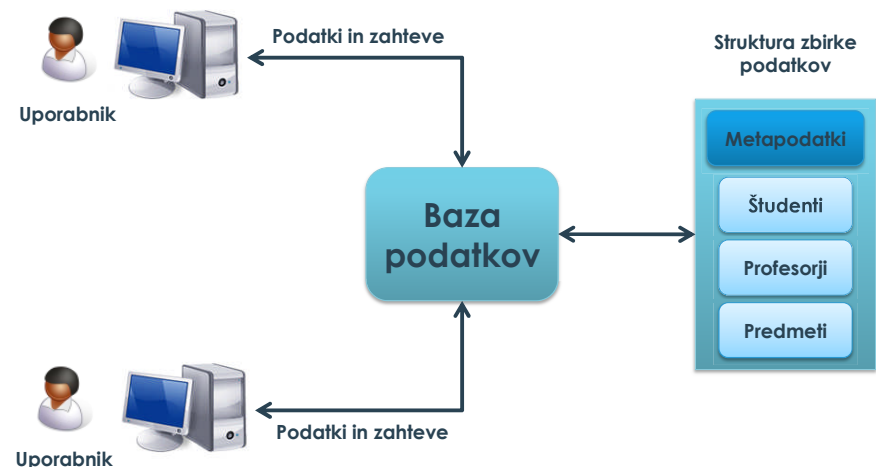 Podatki in zahteve
Uporabnik
Struktura zbirke
podatkov
Metapodatki
Študenti
Profesorji
Predmeti
Baza
podatkov
Podatki in zahteve
Uporabnik